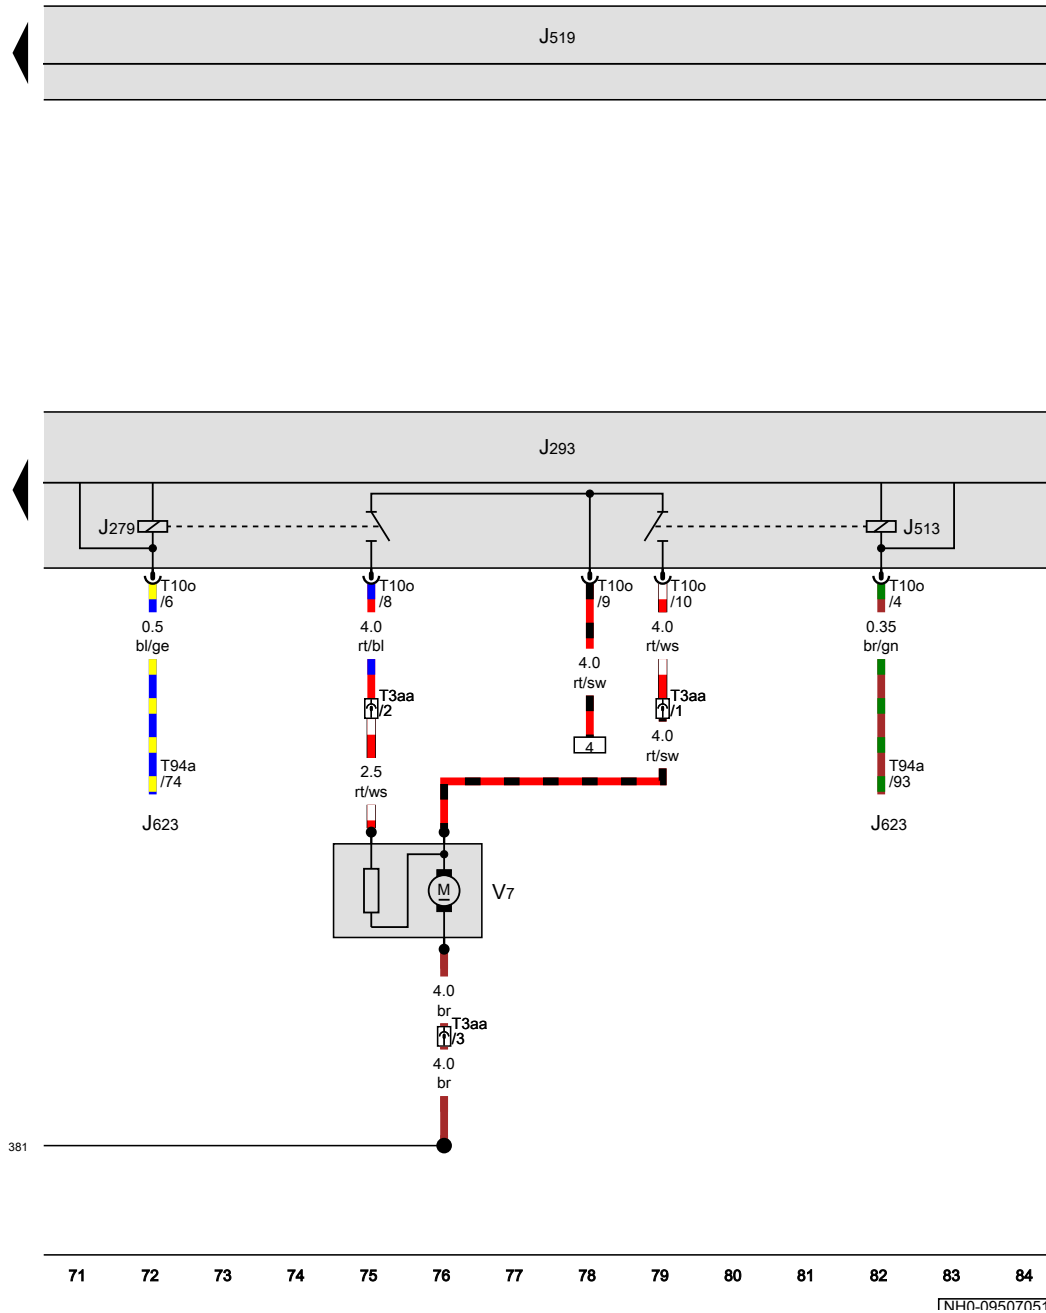 J519
J293
J279
J513
T10o
/6
T10o
/8
T10o
/9
T10o
/10
T10o
/4
0.5
bl/ge
4.0
rt/bl
4.0
rt/sw
4.0
rt/ws
0.35
br/gn
T3aa
/2
T3aa
/1
4
4.0
rt/sw
2.5
rt/ws
T94a
/74
T94a
/93
J623
J623
M
V7
4.0
br
T3aa
/3
4.0
br
381
71 72 73 74 75 76 77 78 79 80 81 82 83 84
NH0-09507051